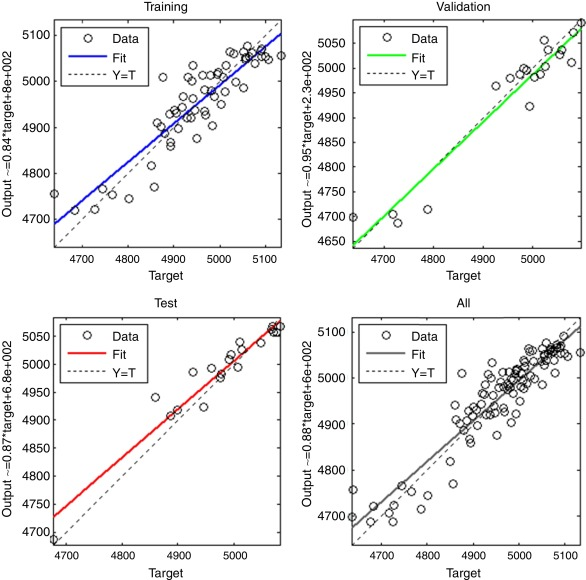 Training
Output ~=0.84*target+8e+002
5100
5000
4900
4800
4700
Data
Fit
Y=T
4700 4800 4900 5000 5100
Target
Validation
Output ~=0.95*target+2.3e+002
5050
5000
4950
4900
4850
4800
4750
4700
4650
Data
Fit
Y=T
4700 4800 4900 5000
Target
Test
Output ~=0.87*target+6.8e+002
5050
5000
4950
4900
4850
4800
4750
4700
Data
Fit
Y=T
4700 4800 4900 5000
Target
All
Output ~=0.88*target+6e+002
5100
5000
4900
4800
4700
Data
Fit
Y=T
4700 4800 4900 5000 5100
Target